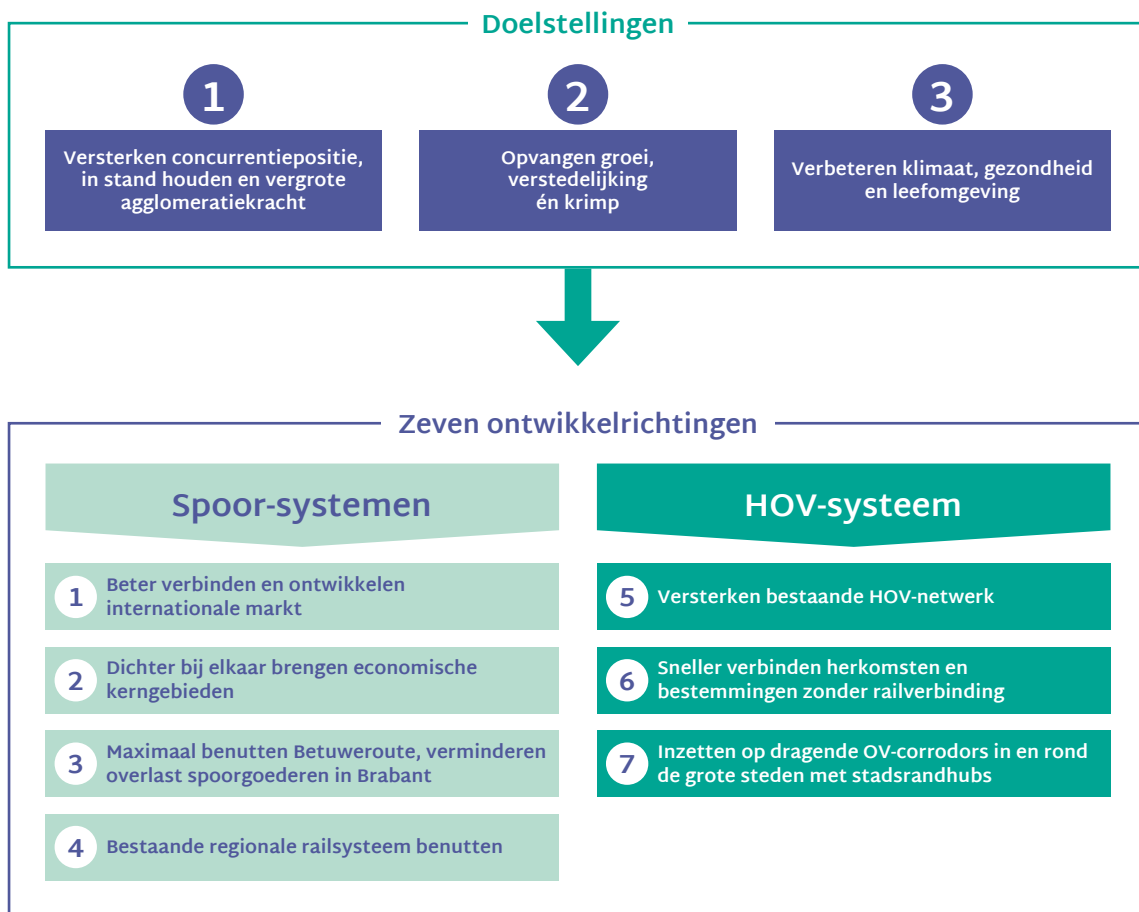 Doelstellingen
1
Versterken concurrentiepositie,
in stand houden en vergrote
agglomeratiekracht
2
Opvangen groei,
verstedelijking
én krimp
3
Verbeteren klimaat, gezondheid
en leefomgeving
Zeven ontwikkelrichtingen
Spoor-systemen
1
Beter verbinden en ontwikkelen
internationale markt
2
Dichter bij elkaar brengen economische
kerngebieden
3
Maximaal benutten Betuweroute, verminderen
overlast spoorgoederen in Brabant
4
Bestaande regionale railsysteem benutten
HOV-systeem
5
Versterken bestaande HOV-netwerk
6
Sneller verbinden herkomsten en
bestemmingen zonder railverbinding
7
Inzetten op dragende OV-corrodors in en rond
de grote steden met stadsrandhubs